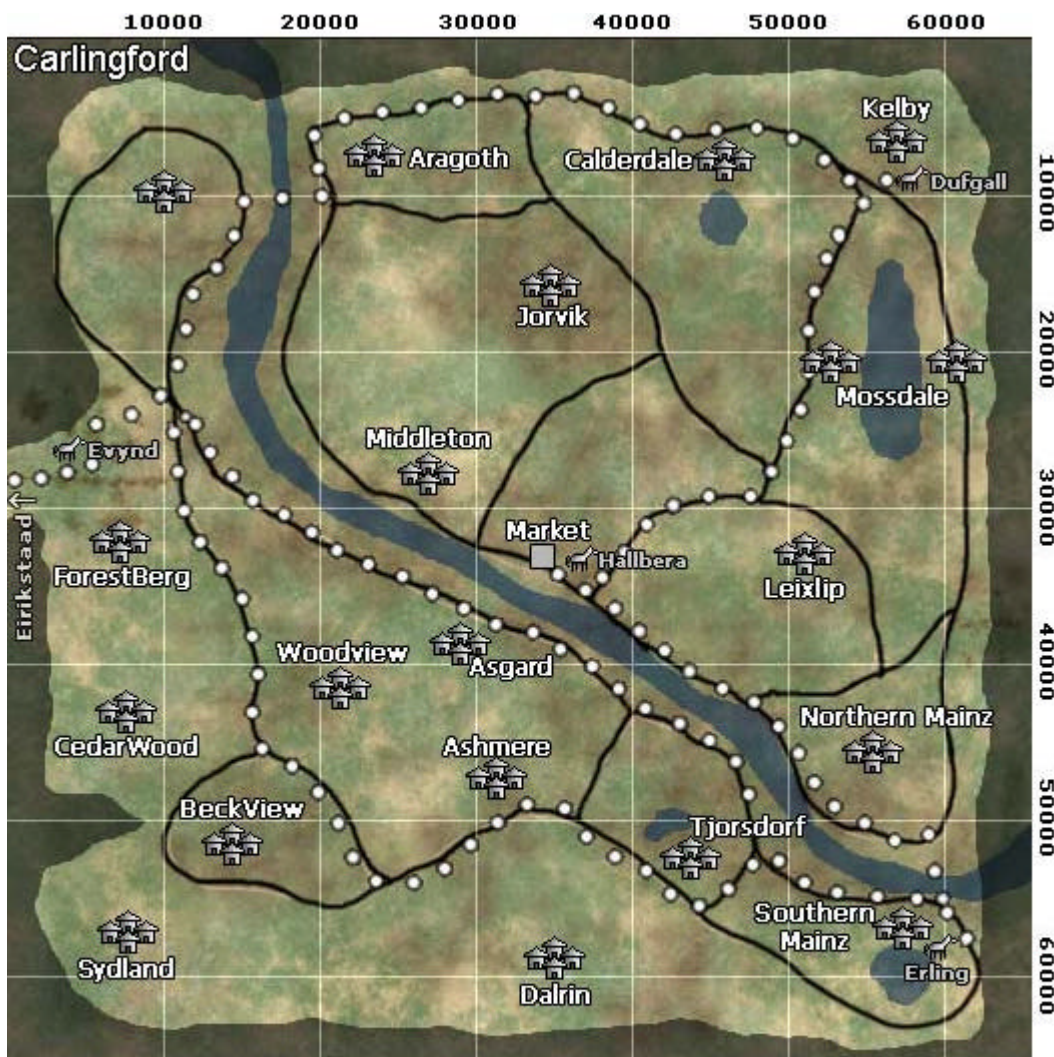 10000 20000 30000 40000 50000 60000
Carlingford
Kelby
Aragoth
Calderdale
Dufgall
10000
Jorvik
20000
Mossdale
Middleton
Evynd
30000
Eirikstaad
Market
Hallbera
ForestBerg
Leixlip
Woodview
Asgard
40000
CedarWood
Northern Mainz
Ashmere
BeckView
50000
Tjorsdorf
Southern
Mainz
Sydland
Dalrin
Erling
60000